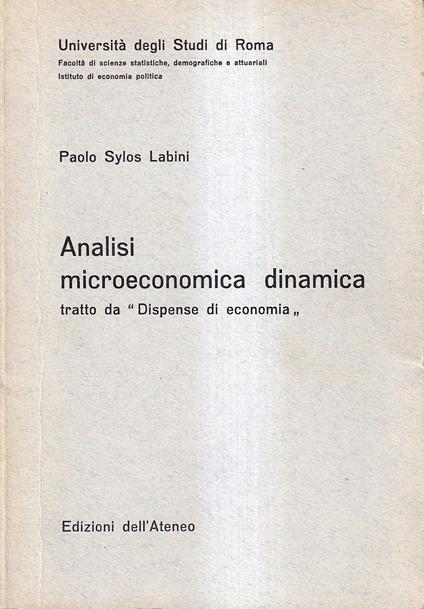 Università degli Studi di Roma
Facoltà di scienze statistiche, demografiche e attuariali
Istituto di economia politica
Paolo Sylos Labini
Analisi
microeconomica dinamica
tratto da “ Dispense di economia „
Edizioni dell'Ateneo